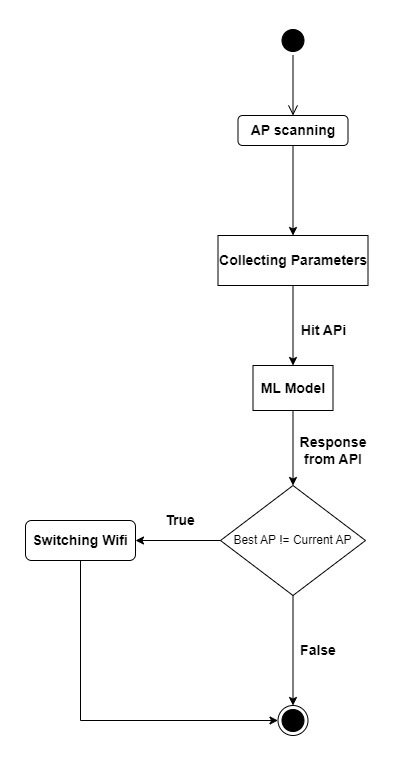 AP scanning
Collecting Parameters
Hit APi
ML Model
Response
from API
Best AP != Current AP
True
Switching Wifi
False